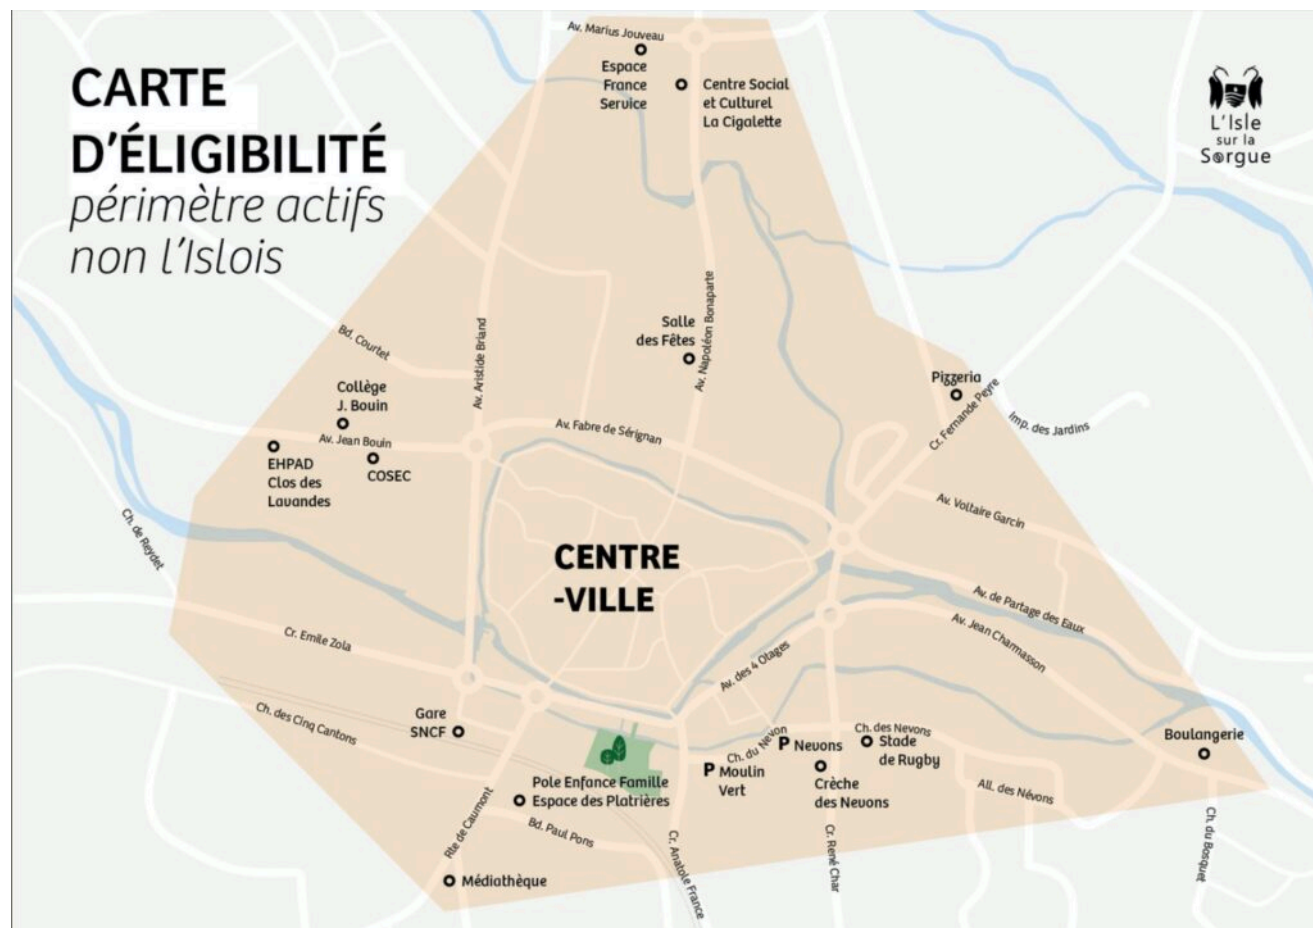 CARTE
D'ÉLIGIBILITÉ
périmètre actifs
non l'Islois
L'Isle
sur la
Sorgue
Av. Marius Jouveau
Espace
France
Service
Centre Social
et Culturel
La Cigalette
Av. Napoléon Bonaparte
Salle
des Fêtes
Av. Aristide Briand
Bd. Courtet
Collège
J. Bouin
Av. Jean Bouin
EHPAD
Clos des
Lavandes
COSEC
Av. Fabre de Sérignan
Pizzeria
Cr. Fernande Peyre
Imp. des Jardins
Av. Voltaire Garcin
Ch. de Reydet
CENTRE
-VILLE
Av. de Partage des Eaux
Av. Jean Charmasson
Cr. Emile Zola
Av. des 4 Otages
Ch. des Cinq Cantons
Gare
SNCF
Ch. du Nevon
P Nevons
Ch. des Nevons
Stade
de Rugby
Boulangerie
P Moulin
Vert
Crèche
des Nevons
All. des Névons
Pole Enfance Famille
Espace des Platrières
Bd. Paul Pons
Rte de Caumont
Médiathèque
Cr. Anatole France
Cr. René Char
Ch. du Bosquet